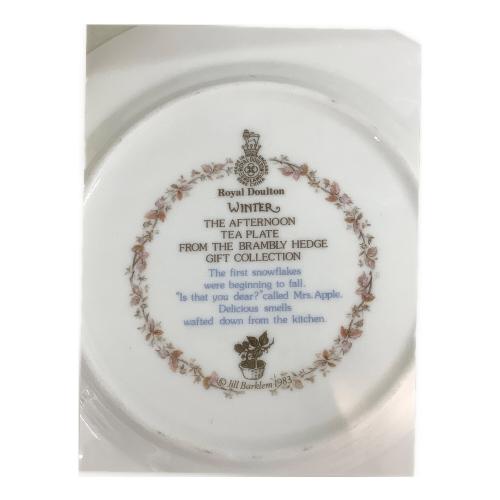 Royal Doulton
WINTER
THE AFTERNOON
TEA PLATE
FROM THE BRAMBLY HEDGE
GIFT COLLECTION
The first snowflakes
were beginning to fall.
"Is that you dear?" called Mrs. Apple.
Delicious smells
wafted down from the kitchen.
© Jill Barklem 1983